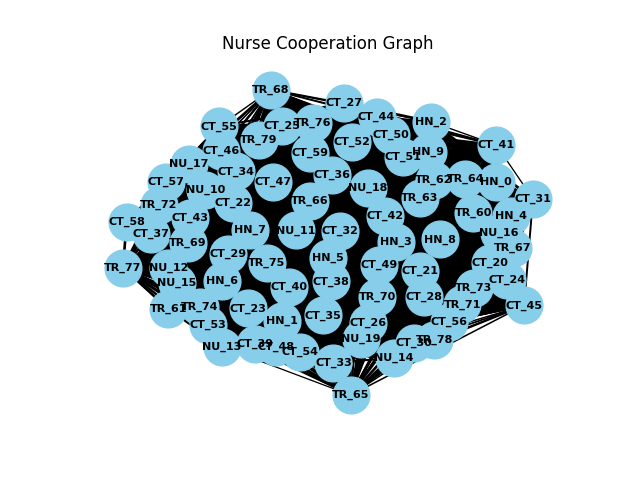 Nurse Cooperation Graph
TR_68
CT_27
CT_44
HN_2
CT_55
CT_25
TR_76
CT_50
CT_41
TR_79
CT_52
CT_46
CT_59
CT_51
HN_9
NU_17
CT_34
CT_36
CT_57
CT_47
TR_62
TR_64
HN_0
NU_10
NU_18
TR_63
CT_31
TR_72
CT_22
TR_66
CT_43
CT_42
TR_60
HN_4
CT_58
CT_37
HN_7
NU_11
CT_32
NU_16
TR_69
HN_3
HN_8
TR_67
CT_29
HN_5
TR_77
NU_12
TR_75
CT_49
CT_21
CT_20
NU_15
HN_6
CT_38
CT_24
CT_40
TR_73
TR_61
TR_74
CT_23
TR_70
CT_28
TR_71
CT_45
CT_53
HN_1
CT_35
CT_26
CT_56
NU_13
CT_39
CT_48
CT_54
NU_19
CT_30
TR_78
CT_33
NU_14
TR_65